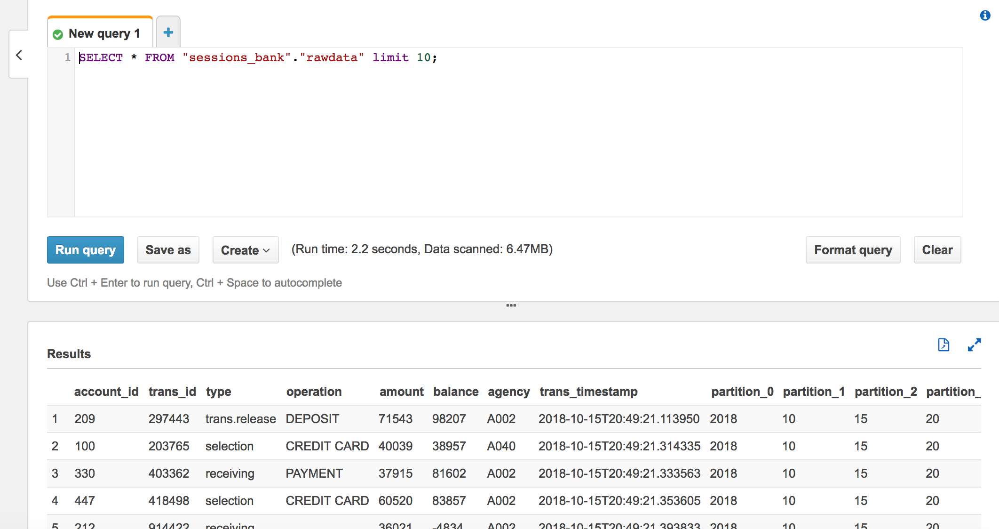 New query 1
1 SELECT * FROM "sessions_bank"."rawdata" limit 10;
Run query Save as Create (Run time: 2.2 seconds, Data scanned: 6.47MB) Format query Clear
Use Ctrl + Enter to run query, Ctrl + Space to autocomplete
Results
account_id trans_id type operation amount balance agency trans_timestamp partition_0 partition_1 partition_2 partition_
1 209 297443 trans.release DEPOSIT 71543 98207 A002 2018-10-15T20:49:21.113950 2018 10 15 20
2 100 203765 selection CREDIT CARD 40039 38957 A040 2018-10-15T20:49:21.314335 2018 10 15 20
3 330 403362 receiving PAYMENT 37915 81602 A002 2018-10-15T20:49:21.333563 2018 10 15 20
4 447 418498 selection CREDIT CARD 60520 83857 A002 2018-10-15T20:49:21.353605 2018 10 15 20
5 212 914422 receiving 36021 -4834 A002 2018-10-15T20:49:21.393833 2018 10 15 20